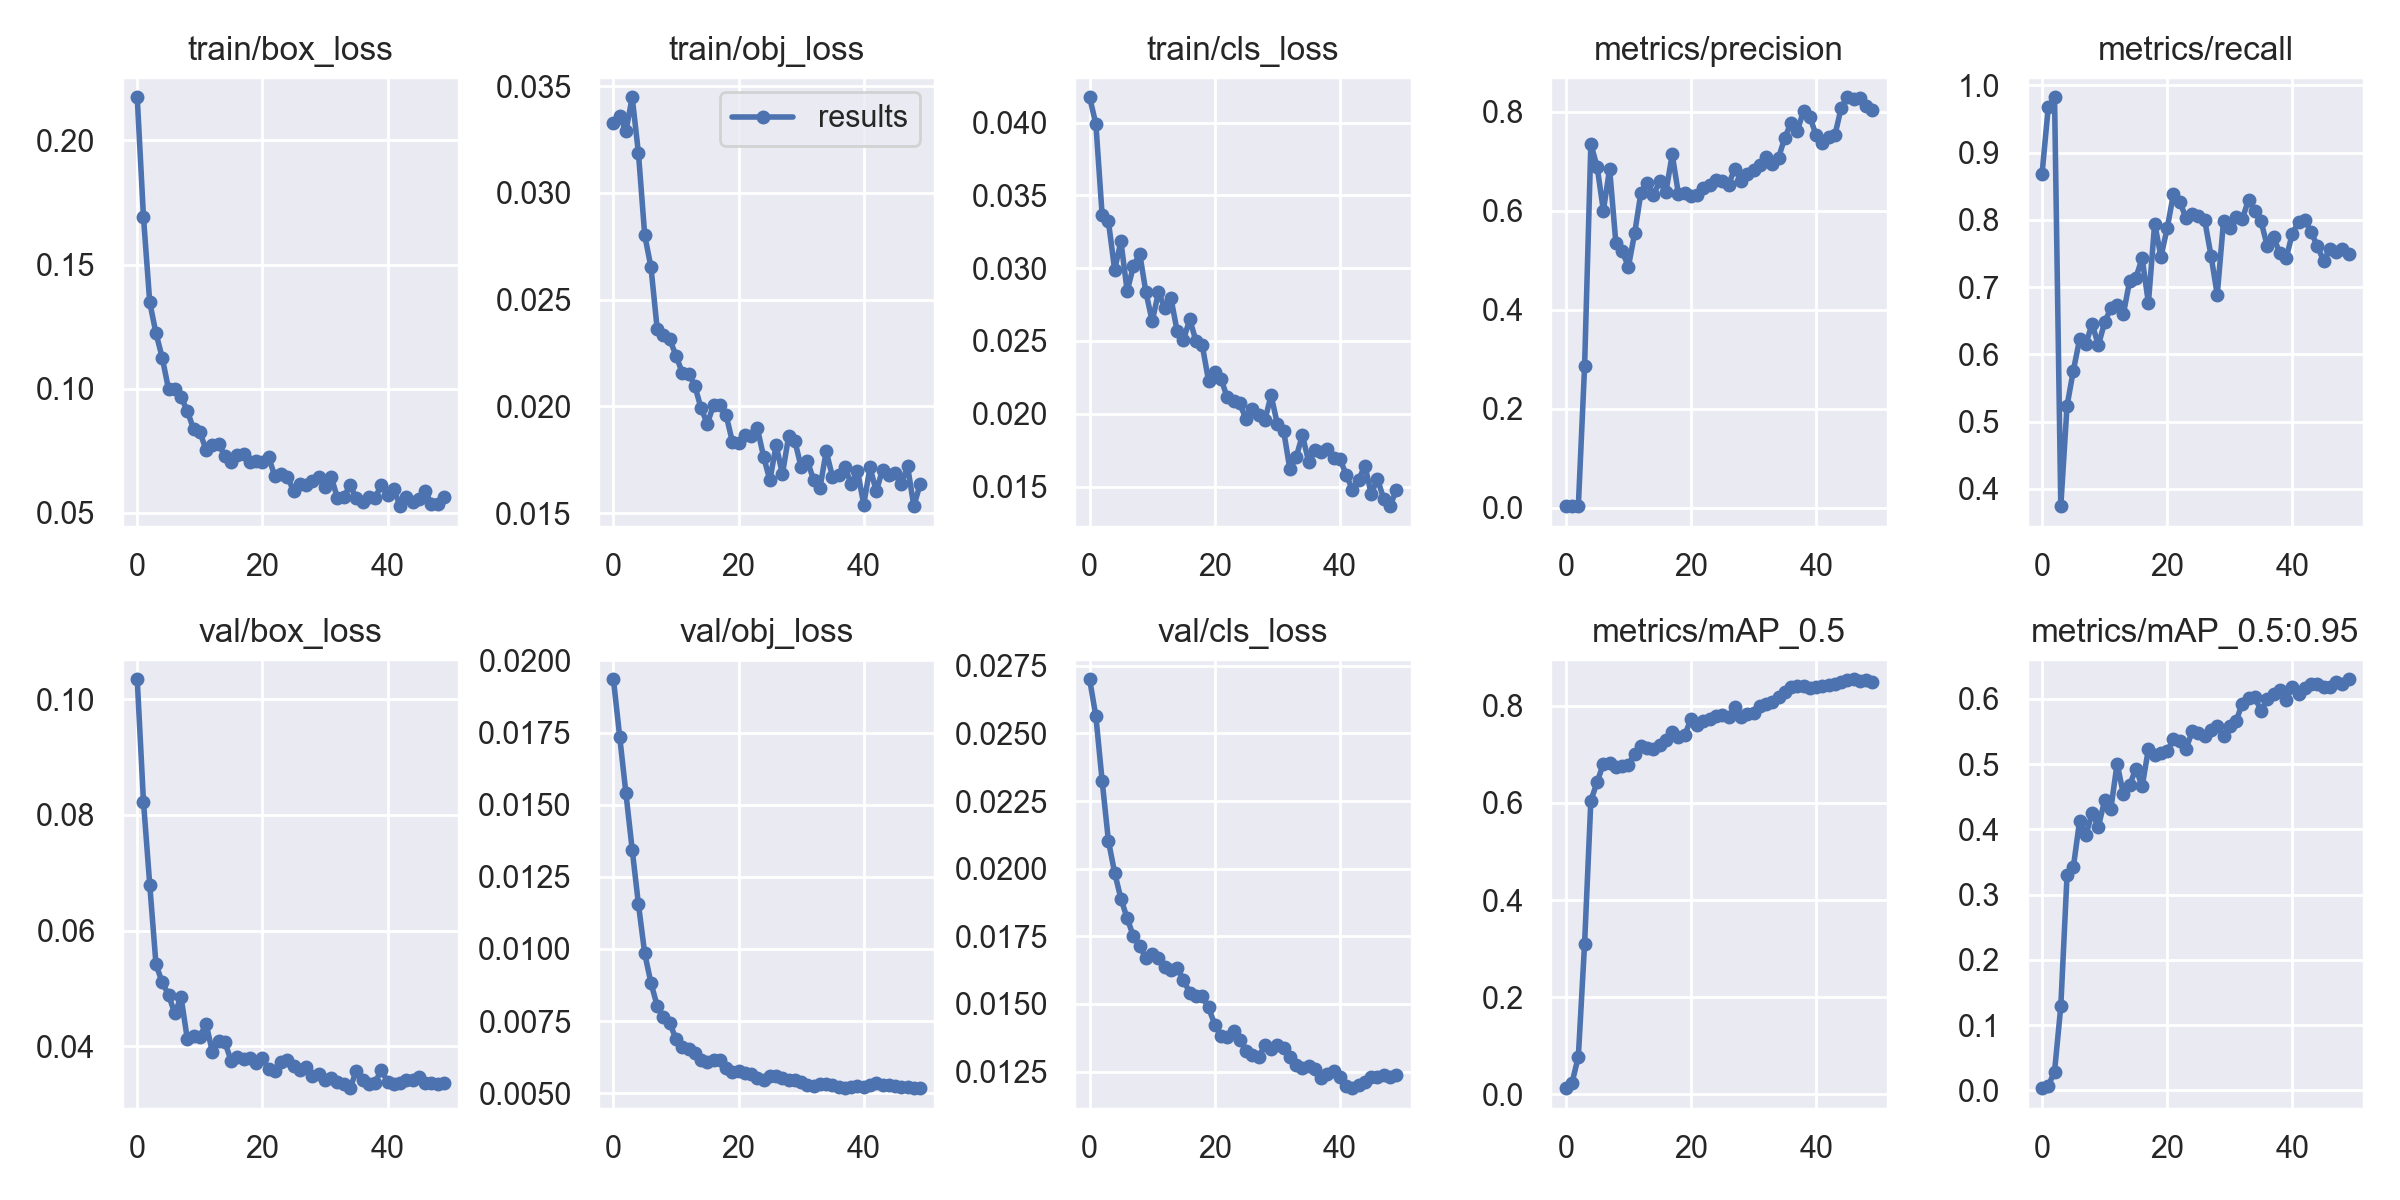 train/box_loss
0.20
0.15
0.10
0.05
0 20 40
train/obj_loss
results
0.035
0.030
0.025
0.020
0.015
0 20 40
train/cls_loss
0.040
0.035
0.030
0.025
0.020
0.015
0 20 40
metrics/precision
0.8
0.6
0.4
0.2
0.0
0 20 40
metrics/recall
1.0
0.9
0.8
0.7
0.6
0.5
0.4
0 20 40
val/box_loss
0.10
0.08
0.06
0.04
0 20 40
val/obj_loss
0.0200
0.0175
0.0150
0.0125
0.0100
0.0075
0.0050
0 20 40
val/cls_loss
0.0275
0.0250
0.0225
0.0200
0.0175
0.0150
0.0125
0 20 40
metrics/mAP_0.5
0.8
0.6
0.4
0.2
0.0
0 20 40
metrics/mAP_0.5:0.95
0.6
0.5
0.4
0.3
0.2
0.1
0.0
0 20 40